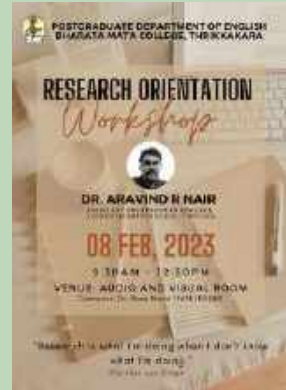 POSTGRADUATE DEPARTMENT OF ENGLISH
BHARATA MATA COLLEGE, THRIKKAKARA
RESEARCH ORIENTATION
Workshop
DR. ARAVIND R NAIR
08 FEB, 2023
9:30AM - 12:30PM
VENUE: AUDIO AND VISUAL ROOM
"Research is what I'm doing when I don't know
what I'm doing."